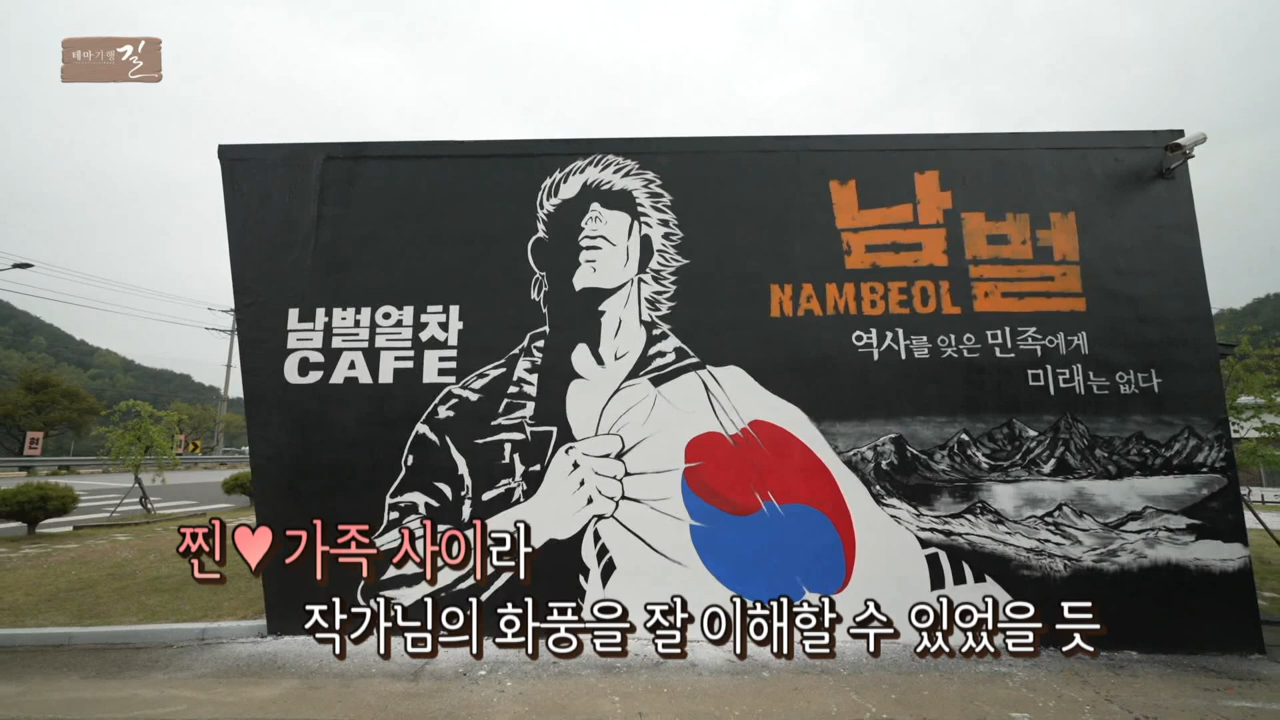 테마기행 길
남벌
NAMBEOL
남벌열차
CAFE
역사를 잊은 민족에게
미래는 없다
현
찐♥가족 사이라
작가님의 화풍을 잘 이해할 수 있었을 듯